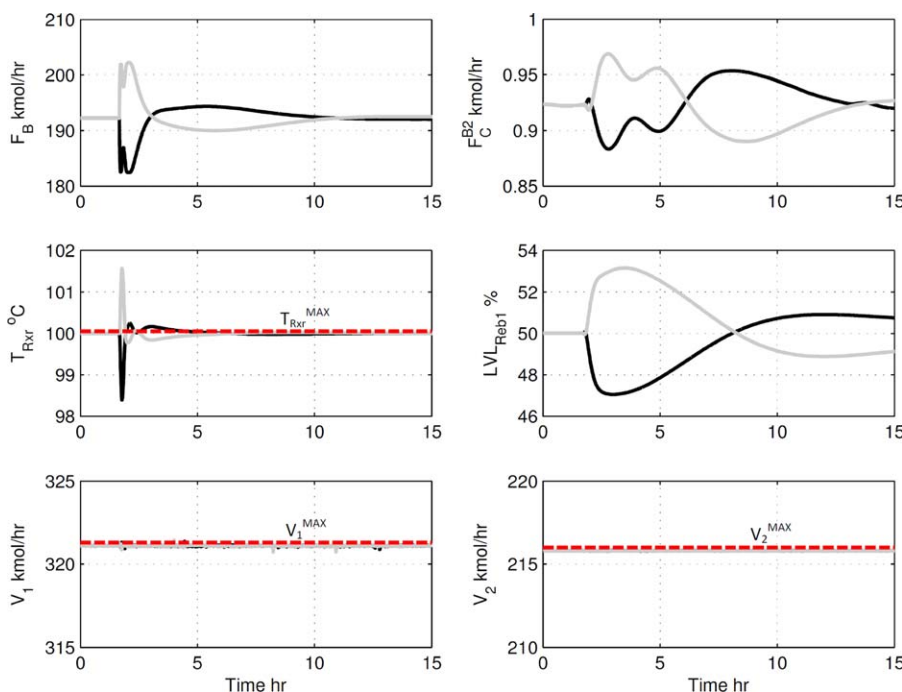 210
200
190
180
F_B kmol/hr
0 5 10 15
1
0.95
0.9
0.85
F_C^B2 kmol/hr
0 5 10 15
102
101
100
99
98
T_Rxr °C
T_Rxr^MAX
0 5 10 15
54
52
50
48
46
LVL_Reb1 %
0 5 10 15
325
320
315
V_1 kmol/hr
V_1^MAX
0 5 10 15
Time hr
220
215
210
V_2 kmol/hr
V_2^MAX
0 5 10 15
Time hr